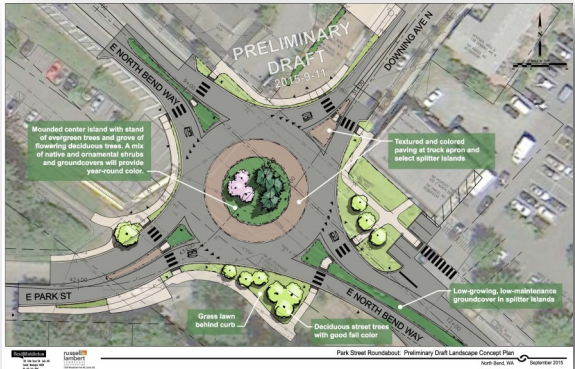 PRELIMINARY
DRAFT
2015-9-11
DOWNING AVE N
N
E NORTH BEND WAY
Mounded center island with stand
of evergreen trees and grove of
flowering deciduous trees. A mix
of native and ornamental shrubs
and groundcovers will provide
year-round color.
Textured and colored
paving at truck apron and
select splitter islands
E PARK ST
Grass lawn
behind curb
Deciduous street trees
with good fall color
E NORTH BEND WAY
Low-growing, low-maintenance
groundcover in splitter islands
Reid Middleton
russell
lambert
Park Street Roundabout: Preliminary Draft Landscape Concept Plan
North Bend, WA
September 2015